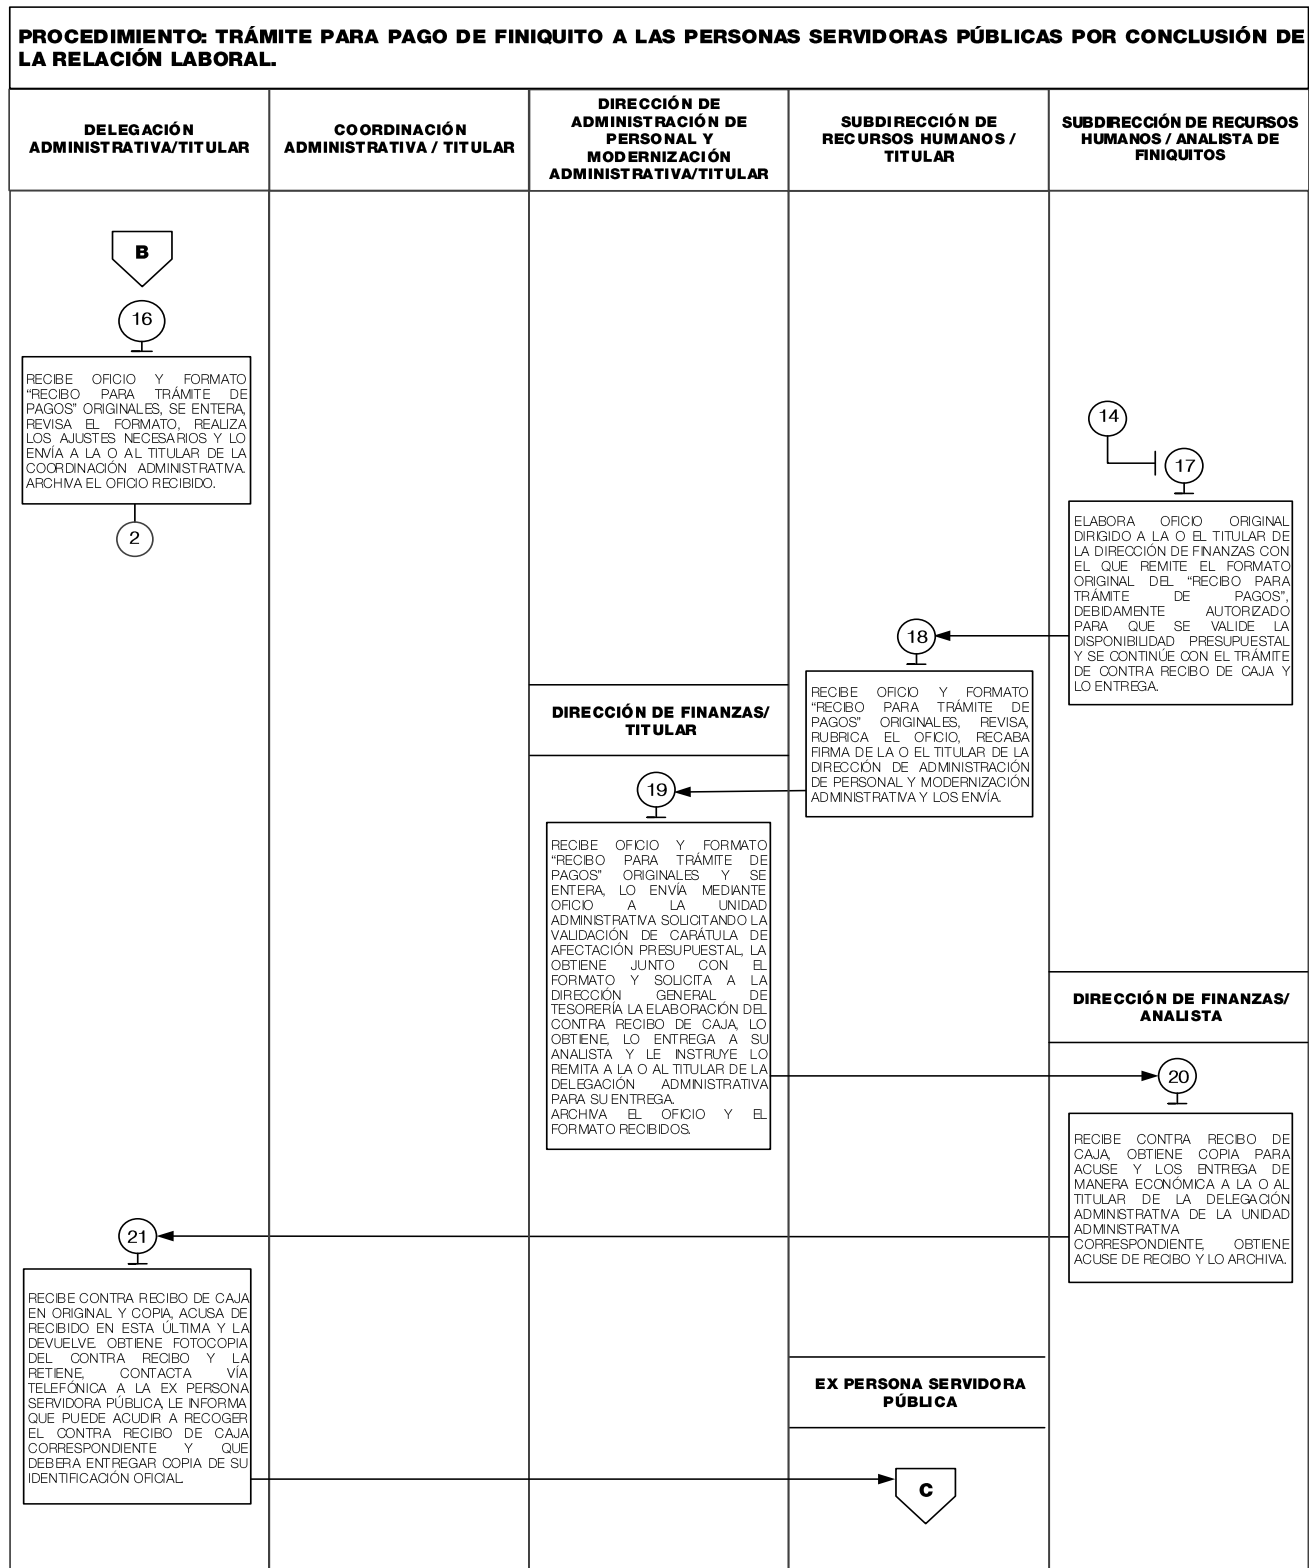 PROCEDIMIENTO: TRÁMITE PARA PAGO DE FINIQUITO A LAS PERSONAS SERVIDORAS PÚBLICAS POR CONCLUSIÓN DE
LA RELACIÓN LABORAL.
DELEGACIÓN
ADMINISTRATIVA/TITULAR
COORDINACIÓN
ADMINISTRATIVA / TITULAR
DIRECCIÓN DE
ADMINISTRACIÓN DE
PERSONAL Y
MODERNIZACIÓN
ADMINISTRATIVA/TITULAR
SUBDIRECCIÓN DE
RECURSOS HUMANOS /
TITULAR
SUBDIRECCIÓN DE RECURSOS
HUMANOS / ANALISTA DE
FINIQUITOS
B
16
RECIBE OFICIO Y FORMATO
“RECIBO PARA TRÁMITE DE
PAGOS” ORIGINALES, SE ENTERA,
REVISA EL FORMATO, REALIZA
LOS AJUSTES NECESARIOS Y LO
ENVÍA A LA O AL TITULAR DE LA
COORDINACIÓN ADMINISTRATIVA.
ARCHIVA EL OFICIO RECIBIDO.
2
14
17
ELABORA OFICIO ORIGINAL
DIRIGIDO A LA O EL TITULAR DE
LA DIRECCIÓN DE FINANZAS CON
EL QUE REMITE EL FORMATO
ORIGINAL DEL “RECIBO PARA
TRÁMITE DE PAGOS”,
DEBIDAMENTE AUTORIZADO
PARA QUE SE VALIDE LA
DISPONIBILIDAD PRESUPUESTAL
Y SE CONTINÚE CON EL TRÁMITE
DE CONTRA RECIBO DE CAJA Y
LO ENTREGA.
18
RECIBE OFICIO Y FORMATO
“RECIBO PARA TRÁMITE DE
PAGOS” ORIGINALES, REVISA,
RUBRICA EL OFICIO, RECABA
FIRMA DE LA O EL TITULAR DE LA
DIRECCIÓN DE ADMINISTRACIÓN
DE PERSONAL Y MODERNIZACIÓN
ADMINISTRATIVA Y LOS ENVÍA.
DIRECCIÓN DE FINANZAS/
TITULAR
19
RECIBE OFICIO Y FORMATO
“RECIBO PARA TRÁMITE DE
PAGOS” ORIGINALES Y SE
ENTERA, LO ENVÍA MEDIANTE
OFICIO A LA UNIDAD
ADMINISTRATIVA SOLICITANDO LA
VALIDACIÓN DE CARÁTULA DE
AFECTACIÓN PRESUPUESTAL, LA
OBTIENE JUNTO CON EL
FORMATO Y SOLICITA A LA
DIRECCIÓN GENERAL DE
TESORERÍA LA ELABORACIÓN DEL
CONTRA RECIBO DE CAJA, LO
OBTIENE, LO ENTREGA A SU
ANALISTA Y LE INSTRUYE LO
REMITA A LA O AL TITULAR DE LA
DELEGACIÓN ADMINISTRATIVA
PARA SU ENTREGA.
ARCHIVA EL OFICIO Y EL
FORMATO RECIBIDOS.
DIRECCIÓN DE FINANZAS/
ANALISTA
20
RECIBE CONTRA RECIBO DE
CAJA, OBTIENE COPIA PARA
ACUSE Y LOS ENTREGA DE
MANERA ECONÓMICA A LA O AL
TITULAR DE LA DELEGACIÓN
ADMINISTRATIVA DE LA UNIDAD
ADMINISTRATIVA
CORRESPONDIENTE, OBTIENE
ACUSE DE RECIBO Y LO ARCHIVA.
21
RECIBE CONTRA RECIBO DE CAJA
EN ORIGINAL Y COPIA, ACUSA DE
RECIBIDO EN ESTA ÚLTIMA Y LA
DEVUELVE. OBTIENE FOTOCOPIA
DEL CONTRA RECIBO Y LA
RETIENE, CONTACTA VÍA
TELEFÓNICA A LA EX PERSONA
SERVIDORA PÚBLICA, LE INFORMA
QUE PUEDE ACUDIR A RECOGER
EL CONTRA RECIBO DE CAJA
CORRESPONDIENTE Y QUE
DEBERA ENTREGAR COPIA DE SU
IDENTIFICACIÓN OFICIAL.
EX PERSONA SERVIDORA
PÚBLICA
C